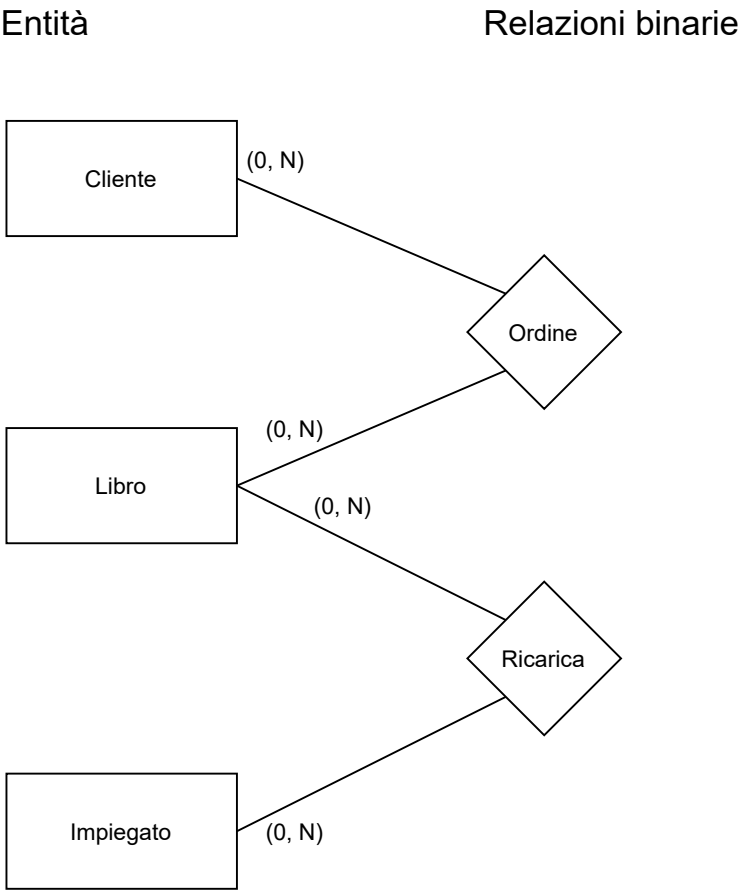 Entità
Relazioni binarie
Cliente
(0, N)
Ordine
(0, N)
Libro
(0, N)
Ricarica
Impiegato
(0, N)